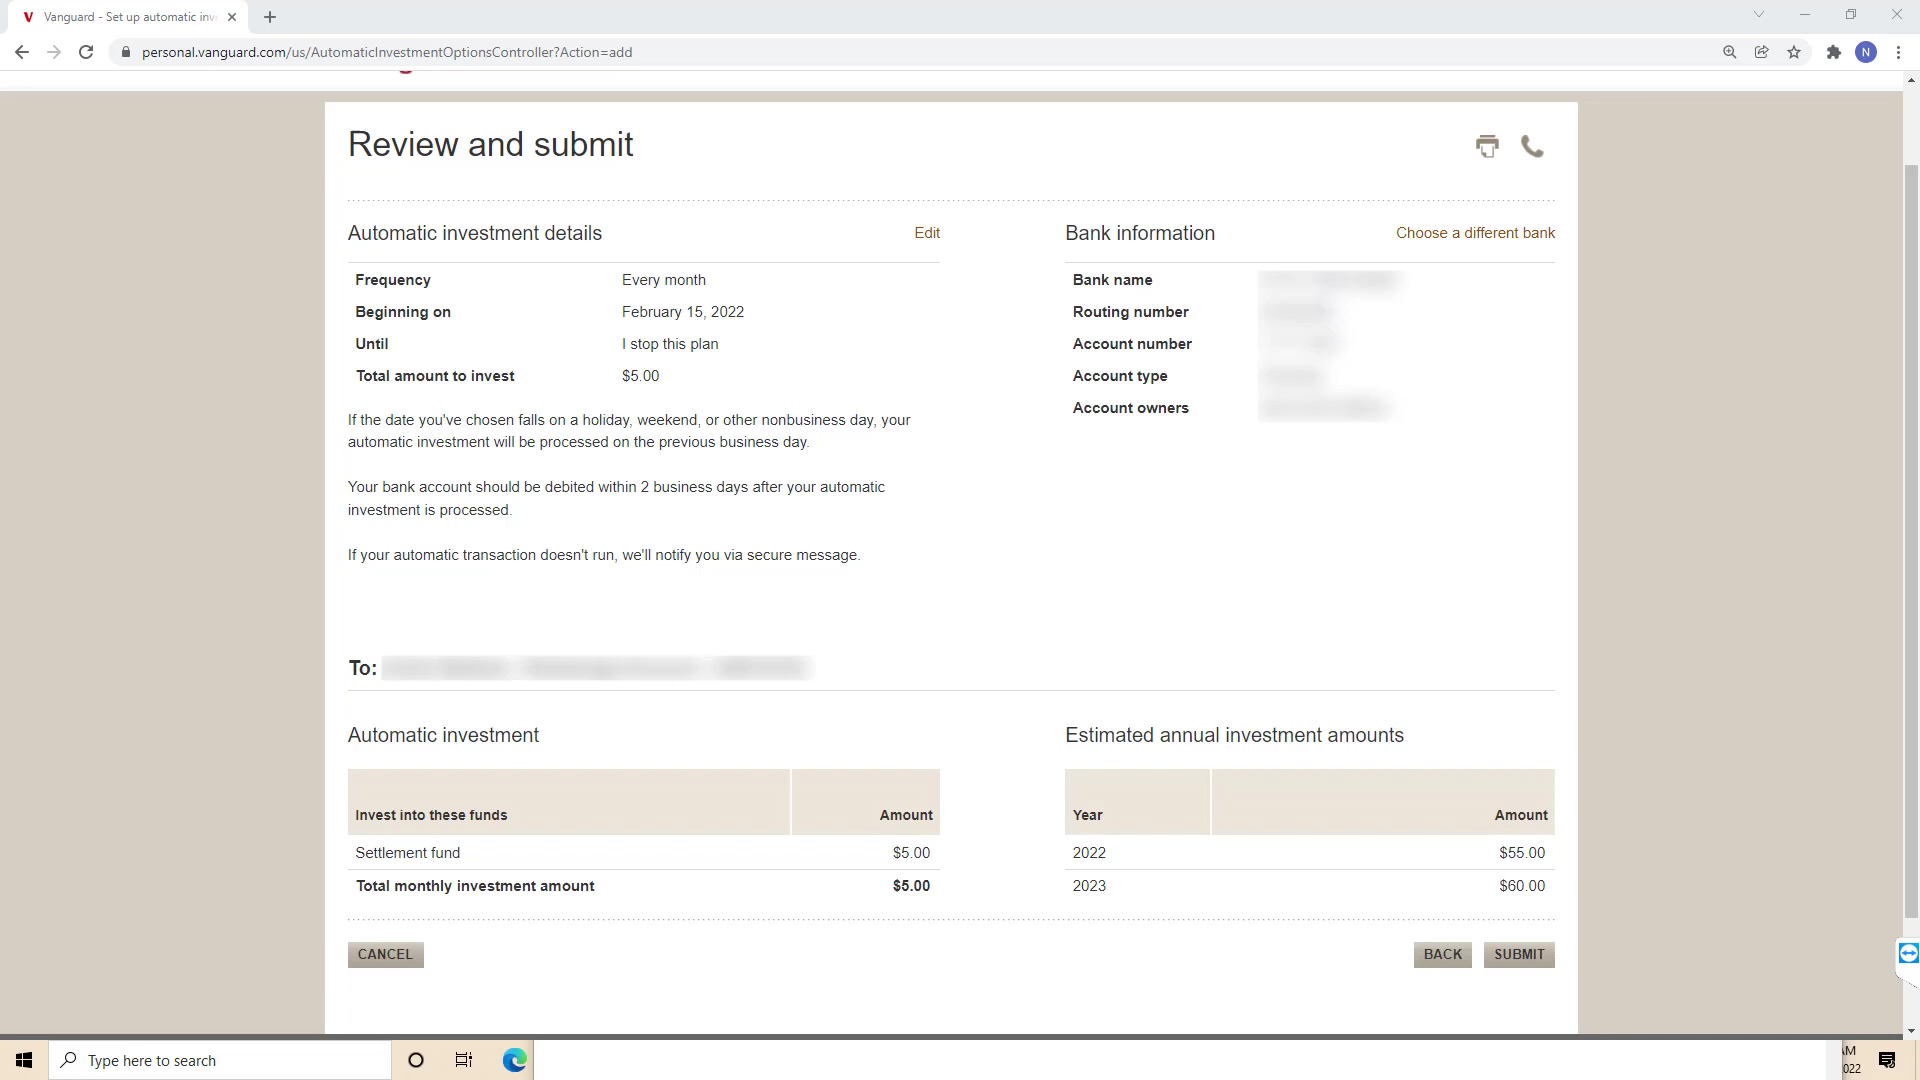 Vanguard - Set up automatic inv
personal.vanguard.com/us/AutomaticInvestmentOptionsController?Action=add
N
Review and submit
Automatic investment details
Edit
Frequency
Every month
Beginning on
February 15, 2022
Until
I stop this plan
Total amount to invest
$5.00
If the date you've chosen falls on a holiday, weekend, or other nonbusiness day, your
automatic investment will be processed on the previous business day.
Your bank account should be debited within 2 business days after your automatic
investment is processed.
If your automatic transaction doesn't run, we'll notify you via secure message.
Bank information
Choose a different bank
Bank name
Routing number
Account number
Account type
Account owners
To:
Automatic investment
Invest into these funds
Amount
Settlement fund
$5.00
Total monthly investment amount
$5.00
Estimated annual investment amounts
Year
Amount
2022
$55.00
2023
$60.00
CANCEL
BACK
SUBMIT
Type here to search
AM
022